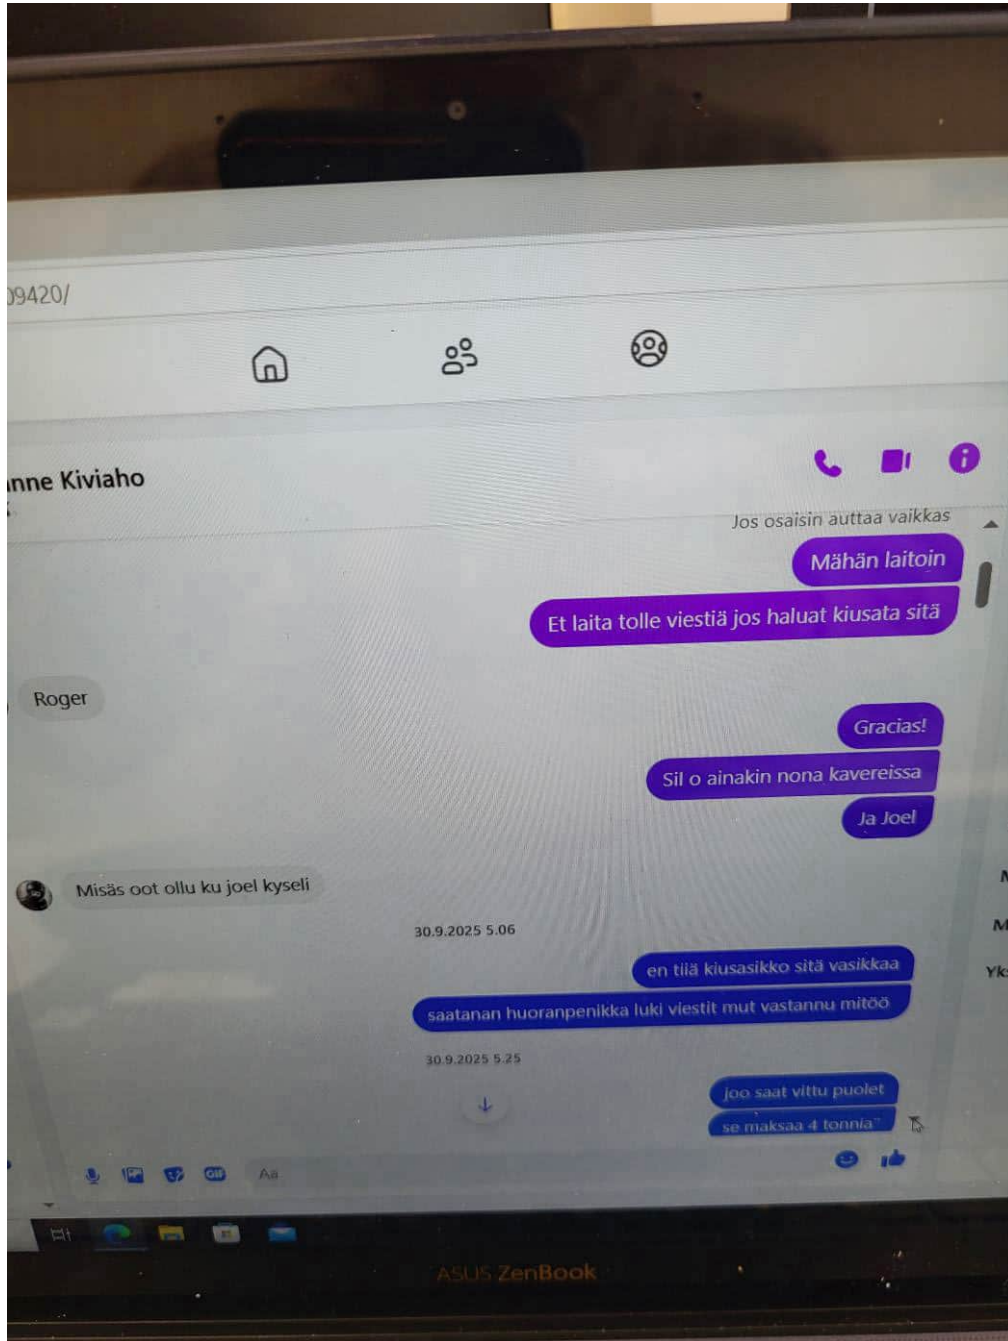 09420/
nne Kiviaho
Jos osaisin auttaa vaikkas
Mähän laitoin
Et laita tolle viestiä jos haluat kiusata sitä
Roger
Gracias!
Sil o ainakin nona kavereissa
Ja Joel
Misäs oot ollu ku joel kyseli
30.9.2025 5.06
en tiiä kiusasikko sitä vasikkaa
saatanan huoranpenikka luki viestit mut vastannu mitöö
30.9.2025 5.25
joo saat vittu puolet
se maksaa 4 tonnia"
M
M
Yks
GIF
Aa
ASUS ZenBook